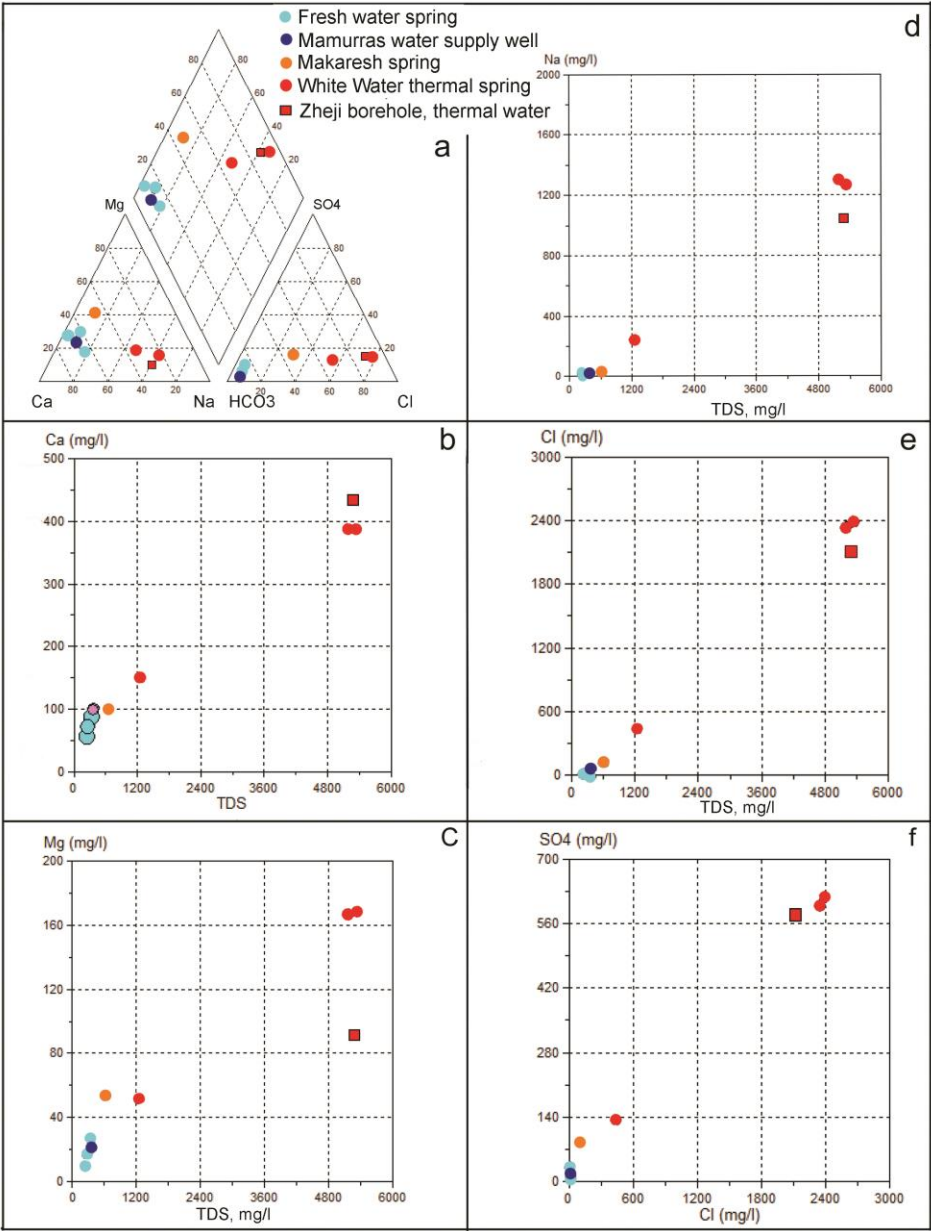 Fresh water spring
Mamurras water supply well
Makaresh spring
White Water thermal spring
Zheji borehole, thermal water
a
80 80
60 60
40 40
20 20
Mg SO4
80 80
60 60
40 40
20 20
80 60 40 20 20 40 60 80
Ca Na HCO3 Cl
d
Na (mg/l)
2000
1600
1200
800
400
0
0 1200 2400 3600 4800 6000
TDS, mg/l
b
Ca (mg/l)
500
400
300
200
100
0
0 1200 2400 3600 4800 6000
TDS
e
Cl (mg/l)
3000
2400
1800
1200
600
0
0 1200 2400 3600 4800 6000
TDS, mg/l
C
Mg (mg/l)
200
160
120
80
40
0
0 1200 2400 3600 4800 6000
TDS, mg/l
f
SO4 (mg/l)
700
560
420
280
140
0
0 600 1200 1800 2400 3000
Cl (mg/l)